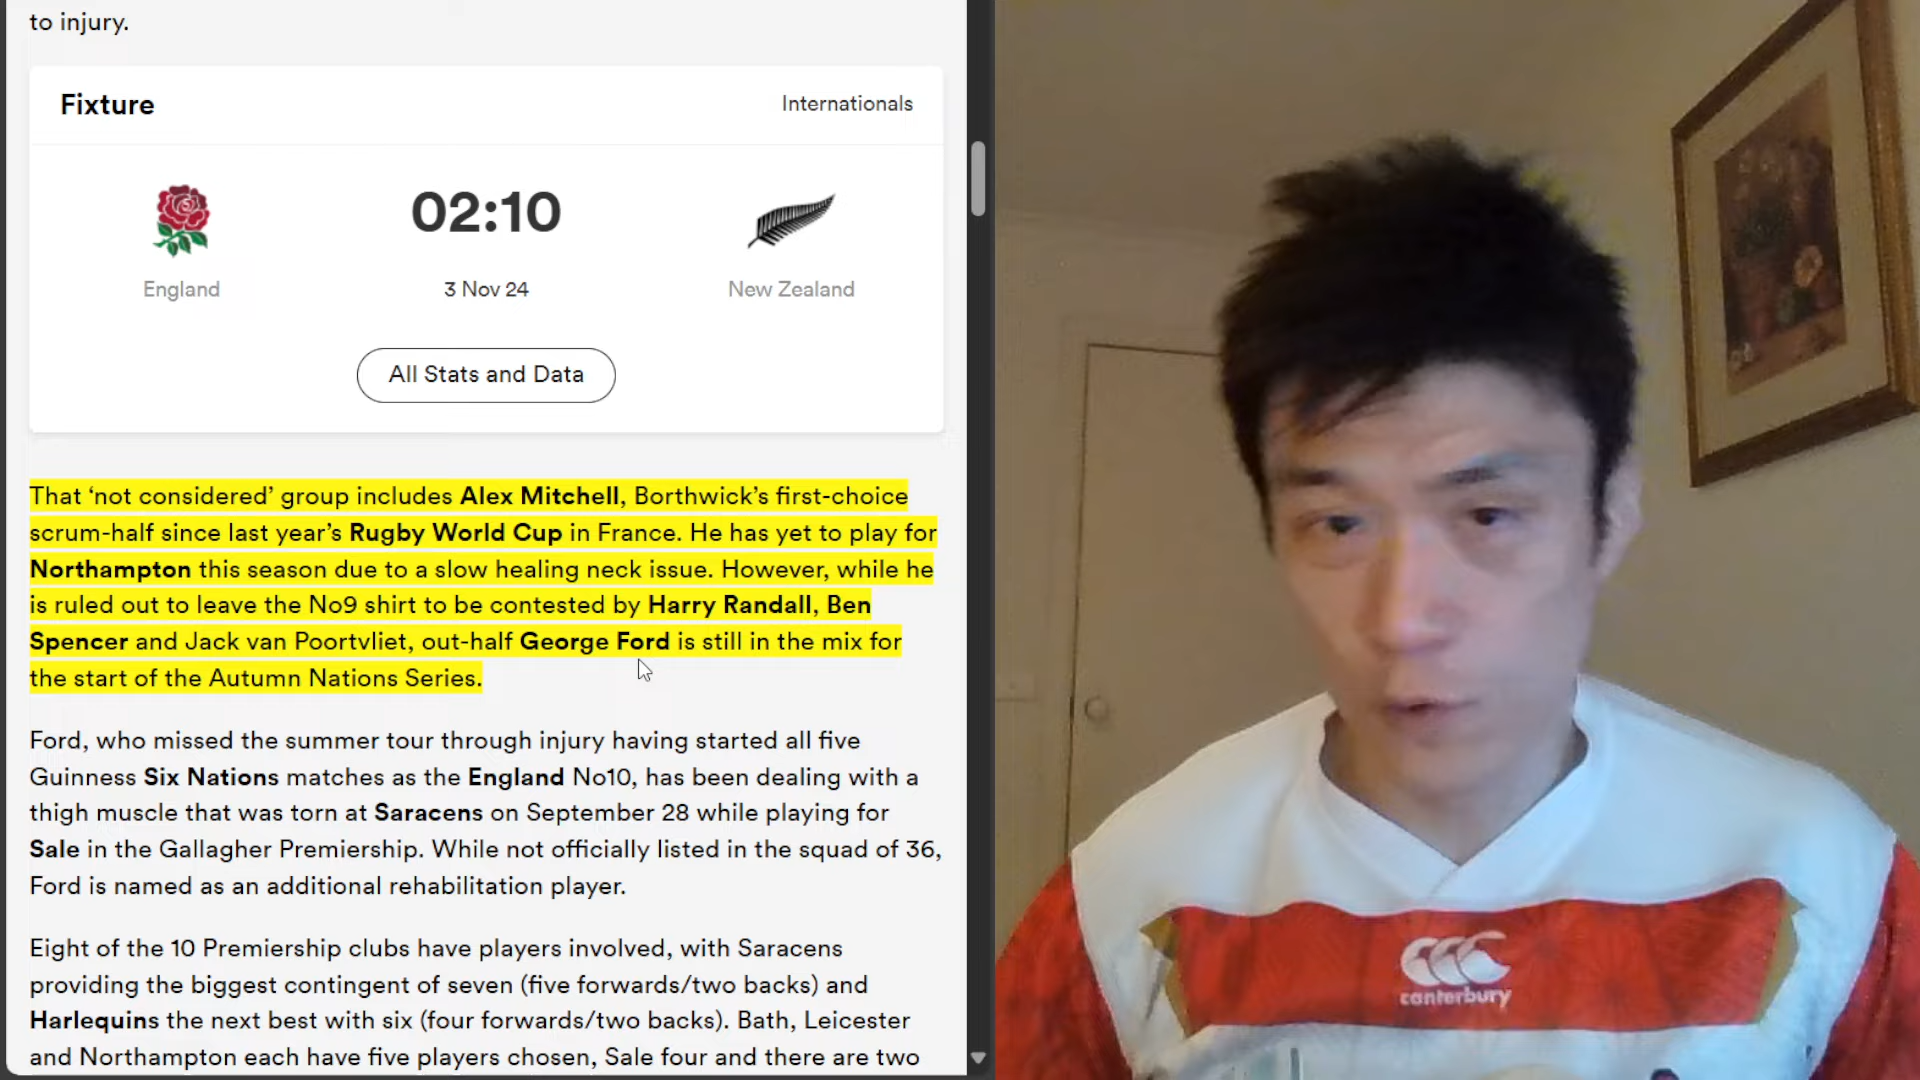 to injury.
Fixture
Internationals
02:10
England
3 Nov 24
New Zealand
All Stats and Data
That ‘not considered’ group includes Alex Mitchell, Borthwick’s first-choice
scrum-half since last year’s Rugby World Cup in France. He has yet to play for
Northampton this season due to a slow healing neck issue. However, while he
is ruled out to leave the No9 shirt to be contested by Harry Randall, Ben
Spencer and Jack van Poortvliet, out-half George Ford is still in the mix for
the start of the Autumn Nations Series.
Ford, who missed the summer tour through injury having started all five
Guinness Six Nations matches as the England No10, has been dealing with a
thigh muscle that was torn at Saracens on September 28 while playing for
Sale in the Gallagher Premiership. While not officially listed in the squad of 36,
Ford is named as an additional rehabilitation player.
Eight of the 10 Premiership clubs have players involved, with Saracens
providing the biggest contingent of seven (five forwards/two backs) and
Harlequins the next best with six (four forwards/two backs). Bath, Leicester
and Northampton each have five players chosen, Sale four and there are two
canterbury